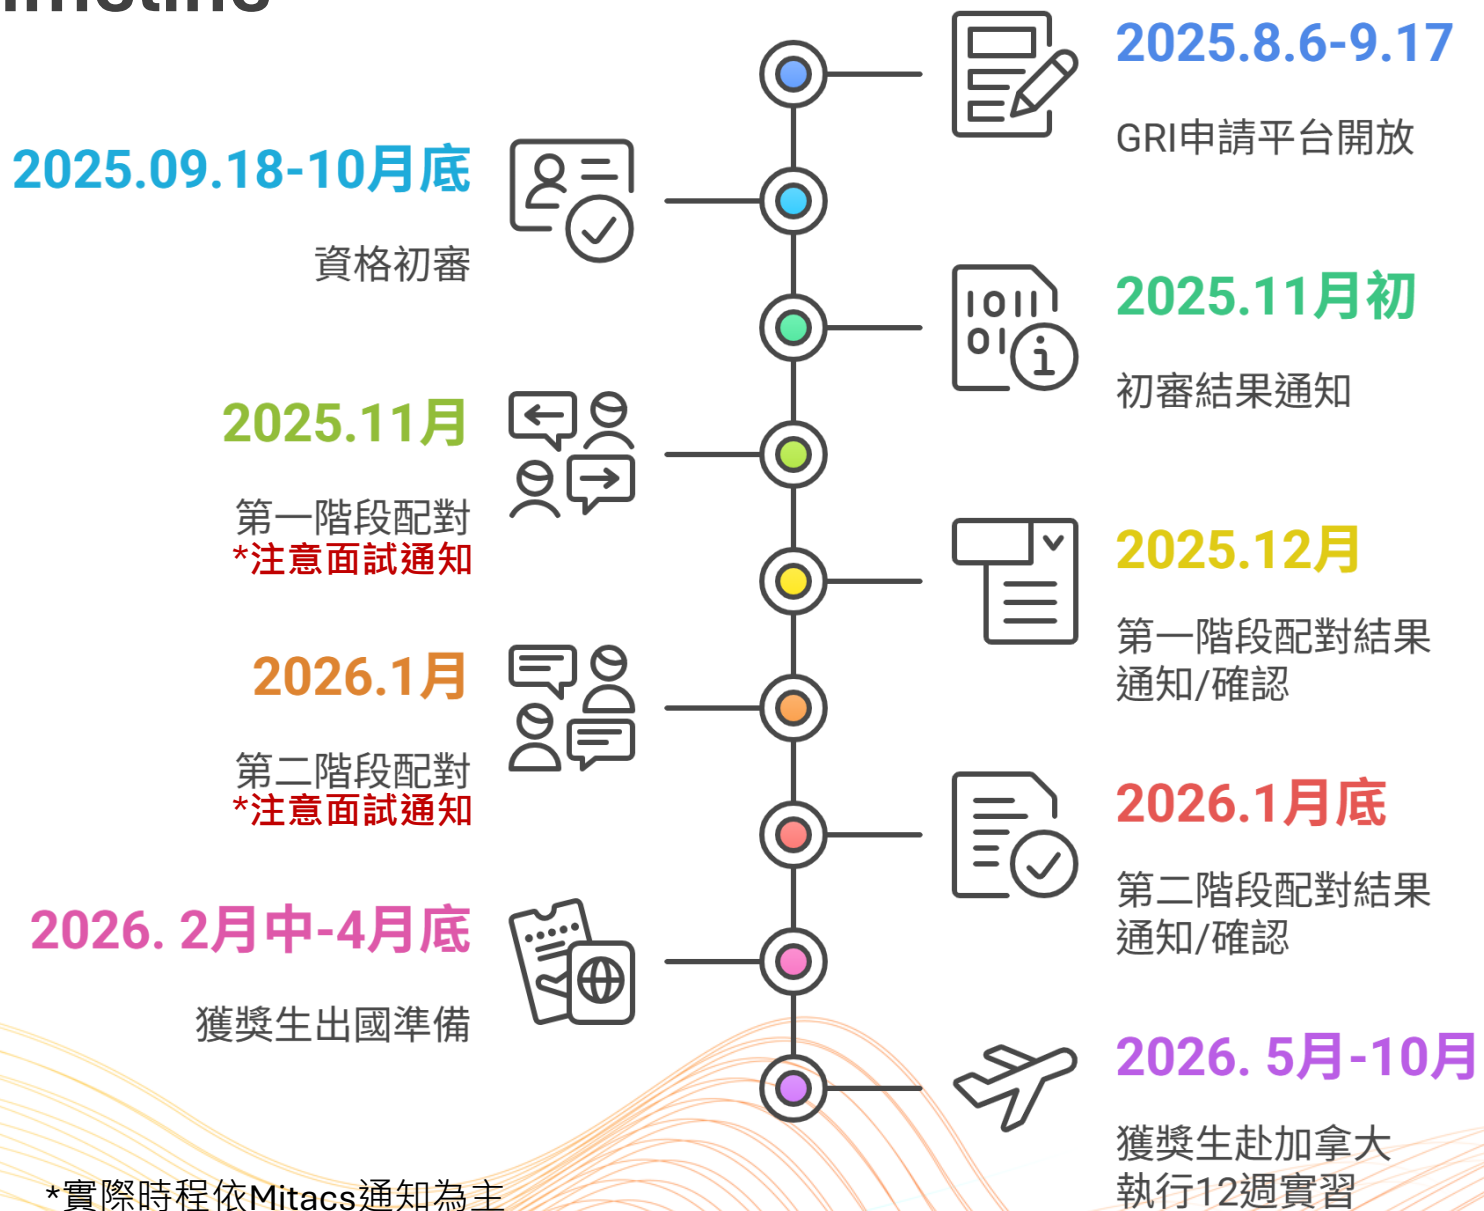 2025.8.6-9.17
GRI申請平台開放
2025.09.18-10月底
資格初審
2025.11月初
初審結果通知
2025.11月
第一階段配對
*注意面試通知
2025.12月
第一階段配對結果
通知/確認
2026.1月
第二階段配對
*注意面試通知
2026.1月底
第二階段配對結果
通知/確認
2026. 2月中-4月底
獲獎生出國準備
2026. 5月-10月
獲獎生赴加拿大
執行12週實習
*實際時程依Mitacs通知為主